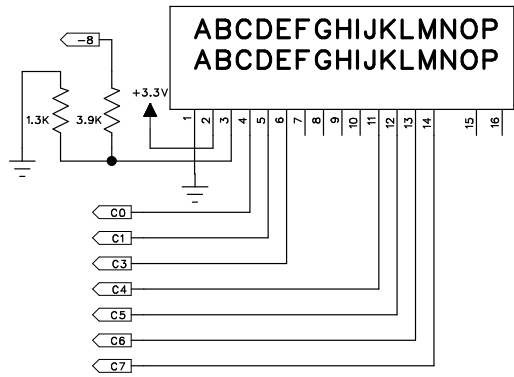 ABCDEFGHIJKLMNOP
ABCDEFGHIJKLMNOP
-8
+3.3V
1.3K 3.9K
1 2 3 4 5 6 7 8 9 10 11 12 13 14 15 16
C0
C1
C3
C4
C5
C6
C7